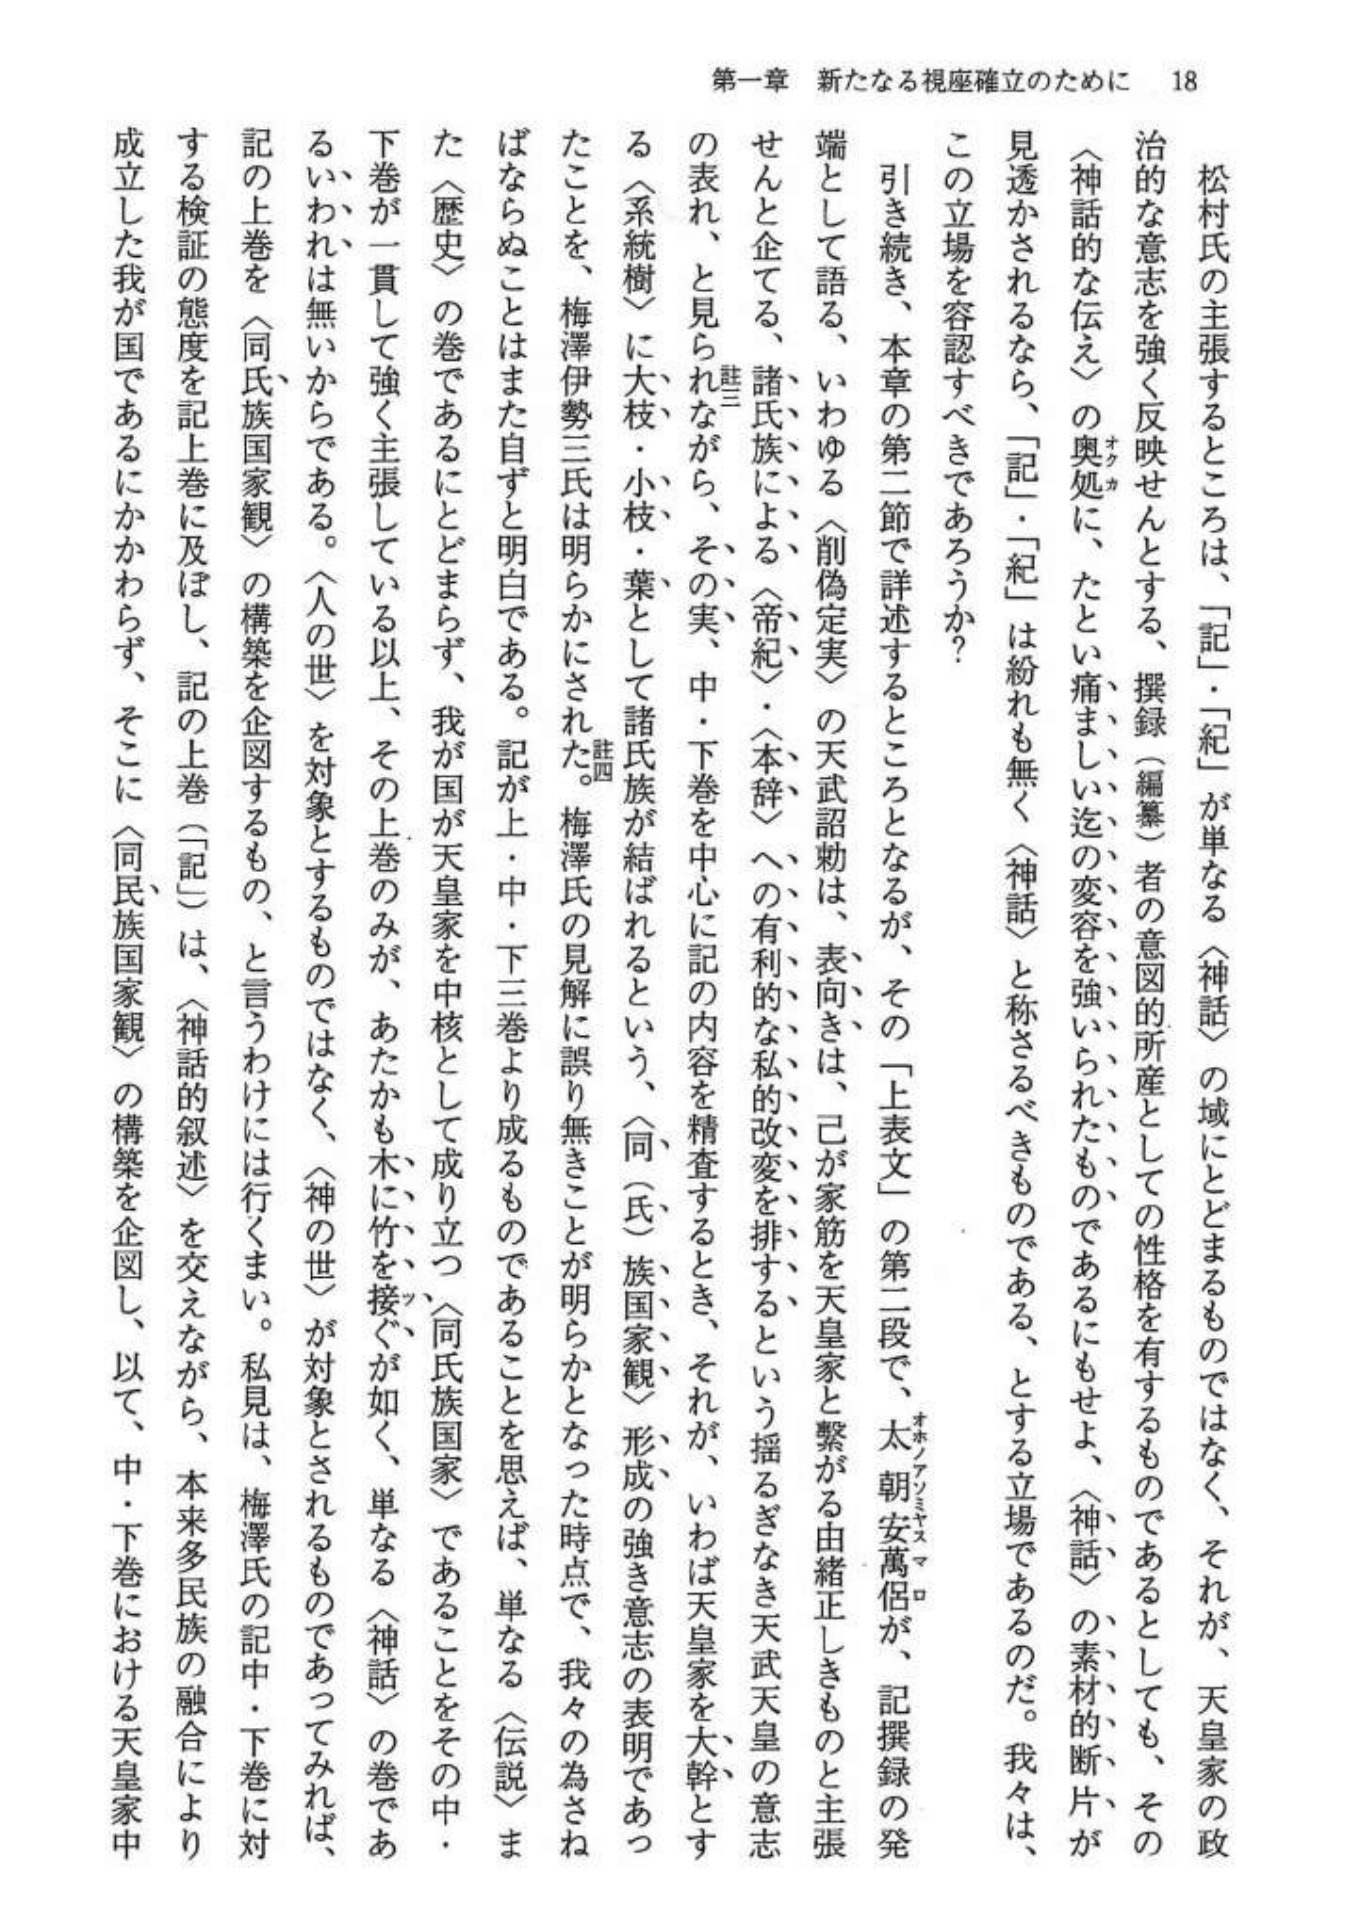 第一章　新たなる視座確立のために　18
　松村氏の主張するところは、「記」・「紀」が単なる〈神話〉の域にとどまるものではなく、それが、天皇家の政
治的な意志を強く反映せんとする、撰録（編纂）者の意図的所産としての性格を有するものであるとしても、その
〈神話的な伝え〉の奥処に、たとい痛ましい迄の変容を強いられたものであるにもせよ、〈神話〉の素材的断片が
オクカ
見透かされるなら、「記」・「紀」は紛れも無く〈神話〉と称さるべきものである、とする立場であるのだ。我々は、
この立場を容認すべきであろうか？
　引き続き、本章の第二節で詳述するところとなるが、その「上表文」の第二段で、太朝安萬侶が、記撰録の発
オホノアソミヤスマロ
端として語る、いわゆる〈削偽定実〉の天武詔勅は、表向きは、己が家筋を天皇家と繋がる由緒正しきものと主張
せんと企てる、諸氏族による〈帝紀〉・〈本辞〉への有利的な私的改変を排するという揺るぎなき天武天皇の意志
の表れ、と見られながら、その実、中・下巻を中心に記の内容を精査するとき、それが、いわば天皇家を大幹とす
註三
る〈系統樹〉に大枝・小枝・葉として諸氏族が結ばれるという、〈同（氏）族国家観〉形成の強き意志の表明であっ
たことを、梅澤伊勢三氏は明らかにされた。梅澤氏の見解に誤り無きことが明らかとなった時点で、我々の為さね
註四
ばならぬことはまた自ずと明白である。記が上・中・下三巻より成るものであることを思えば、単なる〈伝説〉ま
た〈歴史〉の巻であるにとどまらず、我が国が天皇家を中核として成り立つ〈同氏族国家〉であることをその中・
下巻が一貫して強く主張している以上、その上巻のみが、あたかも木に竹を接ぐが如く、単なる〈神話〉の巻であ
ツ
るいわれは無いからである。〈人の世〉を対象とするものではなく、〈神の世〉が対象とされるものであってみれば、
記の上巻を〈同氏族国家観〉の構築を企図するもの、と言うわけには行くまい。私見は、梅澤氏の記中・下巻に対
する検証の態度を記上巻に及ぼし、記の上巻（「記」）は、〈神話的叙述〉を交えながら、本来多民族の融合により
成立した我が国であるにかかわらず、そこに〈同民族国家観〉の構築を企図し、以て、中・下巻における天皇家中